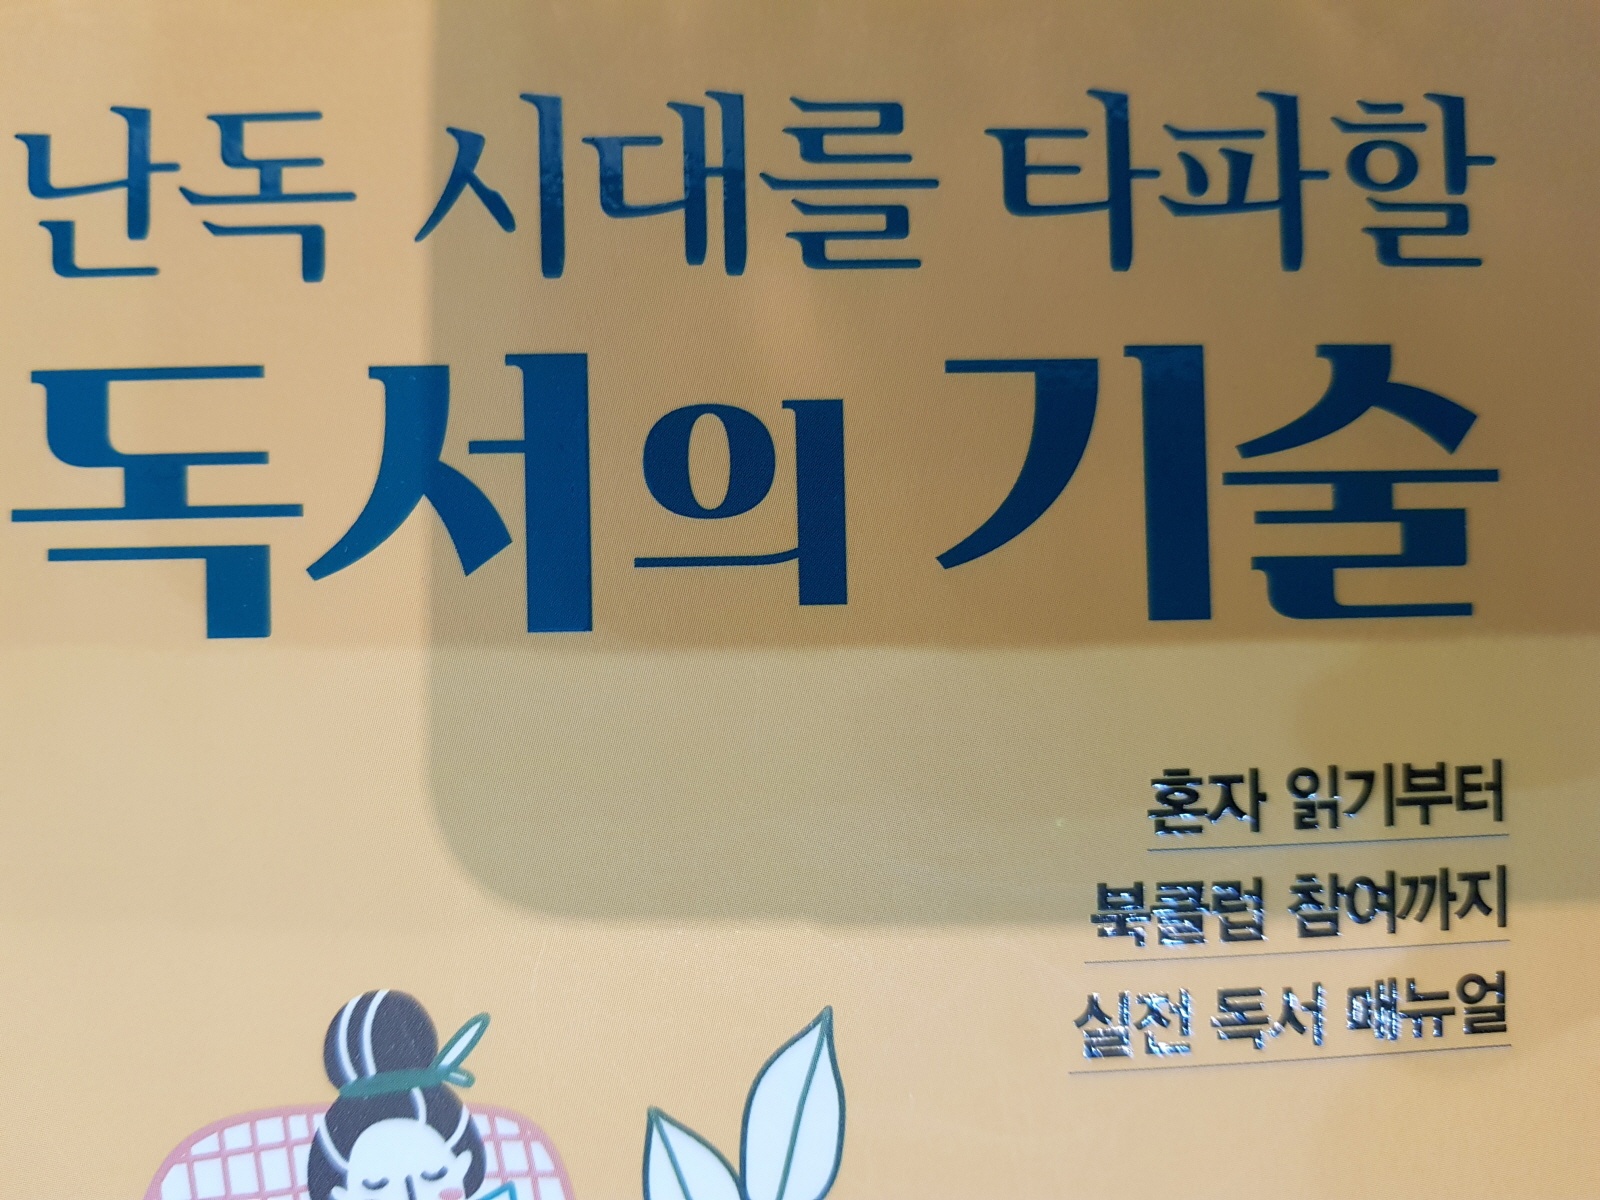 난독 시대를 타파할
독서의 기술
혼자 읽기부터
북클럽 참여까지
실전 독서 매뉴얼